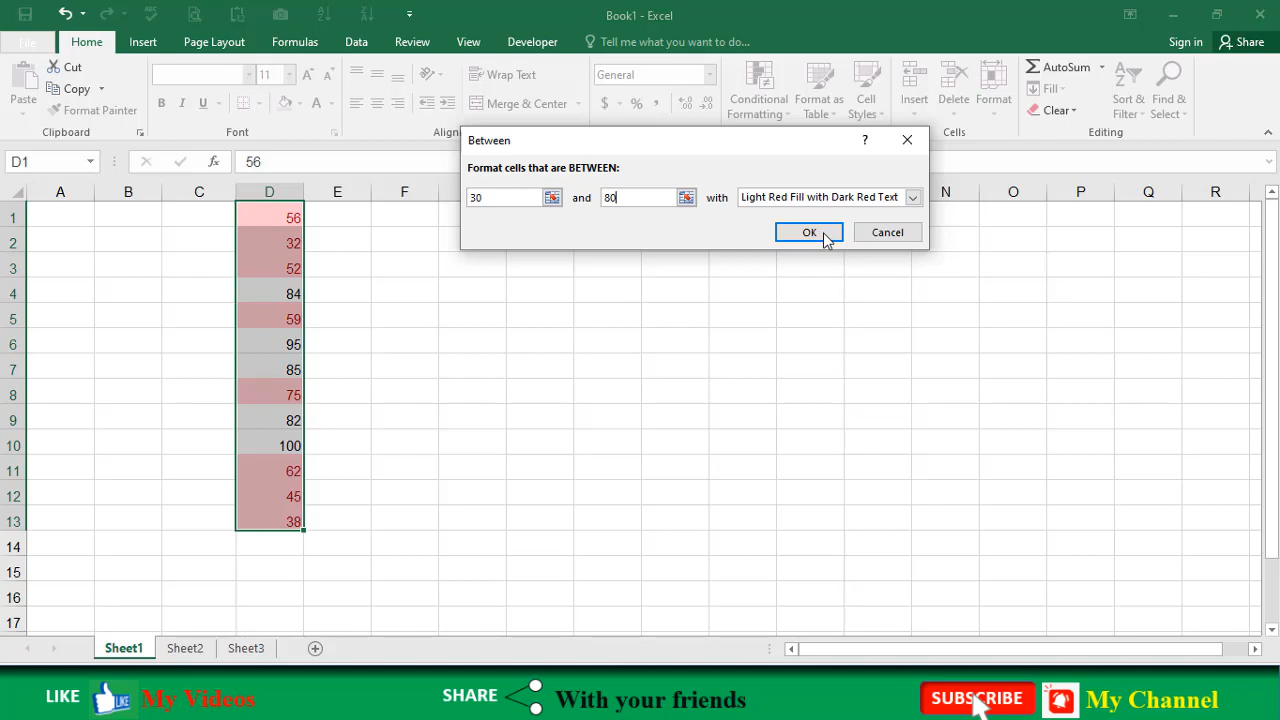 Book1 - Excel
File Home Insert Page Layout Formulas Data Review View Developer Tell me what you want to do... Sign in Share
Paste Cut
Copy
Format Painter
Clipboard
11
B I U A
Font
Wrap Text
Merge & Center
General
$ % ,
Conditional Formatting
Format as Table
Cell Styles
Insert Delete Format
Cells
AutoSum
Fill
Clear
Sort & Filter
Find & Select
Editing
D1 fx 56
Between
Format cells that are BETWEEN:
30 and 80 with Light Red Fill with Dark Red Text
OK Cancel
A B C D E F N O P Q R
1 56
2 32
3 52
4 84
5 59
6 95
7 85
8 75
9 82
10 100
11 62
12 45
13 38
14
15
16
17
Sheet1 Sheet2 Sheet3
LIKE LIKE My Videos SHARE With your friends SUBSCRIBE My Channel